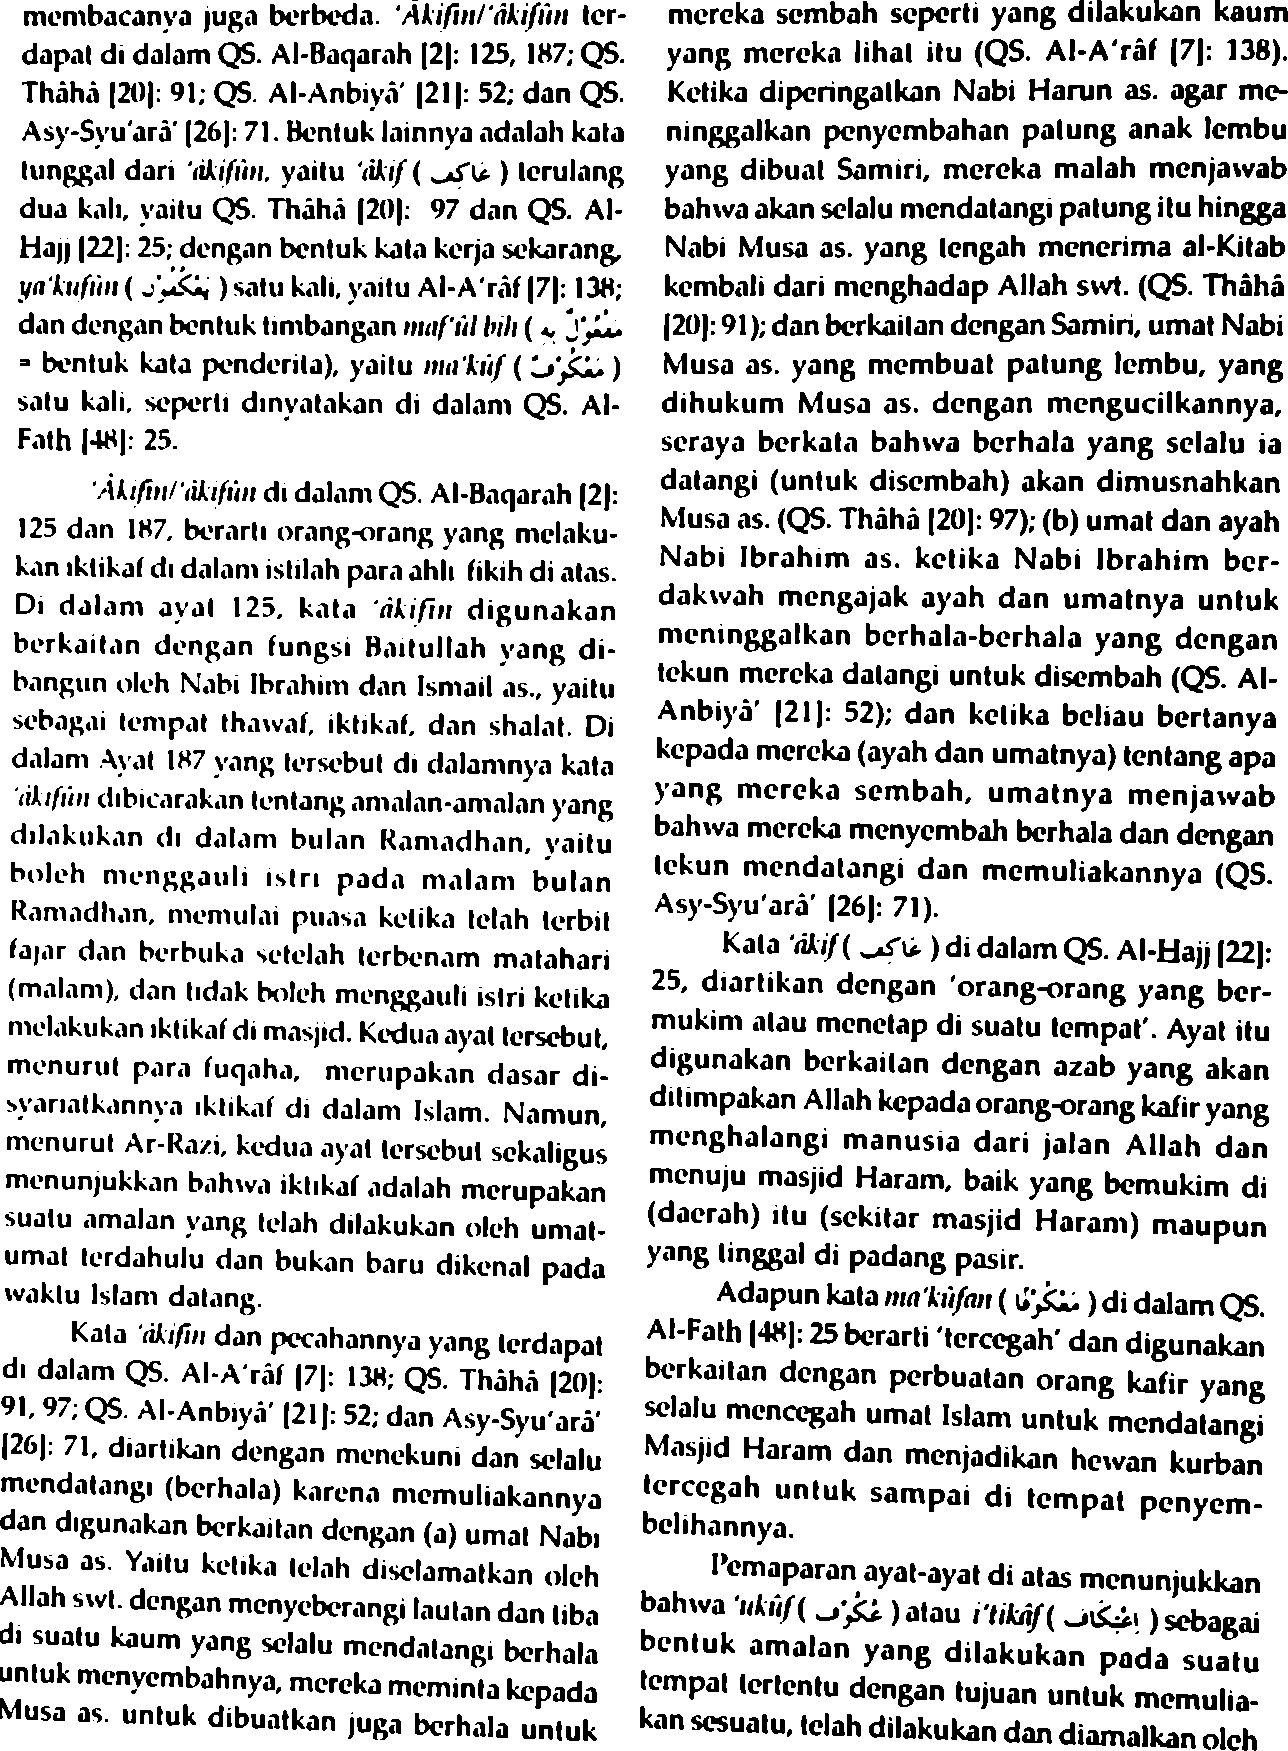 membacanya juga berbeda. 'Âkifîn/'âkifûn ter-
dapat di dalam QS. Al-Baqarah [2]: 125, 187; QS.
Thâhâ [20]: 91; QS. Al-Anbiyâ' [21]: 52; dan QS.
Asy-Syu'arâ' [26]: 71. Bentuk lainnya adalah kata
tunggal dari 'âkifûn, yaitu 'âkif ( عَاكِف ) terulang
dua kali, yaitu QS. Thâhâ [20]: 97 dan QS. Al-
Hajj [22]: 25; dengan bentuk kata kerja sekarang,
ya'kufûn ( يَعْكُفُوْنَ ) satu kali, yaitu Al-A'râf [7]: 138;
dan dengan bentuk timbangan maf'ûl bih ( مَفْعُوْلٌ بِهِ
= bentuk kata penderita), yaitu ma'kûf ( مَعْكُوْفٌ )
satu kali, seperti dinyatakan di dalam QS. Al-
Fath [48]: 25.
'Âkifîn/'âkifûn di dalam QS. Al-Baqarah [2]:
125 dan 187, berarti orang-orang yang melaku-
kan iktikaf di dalam istilah para ahli fikih di atas.
Di dalam ayat 125, kata 'âkifîn digunakan
berkaitan dengan fungsi Baitullah yang di-
bangun oleh Nabi Ibrahim dan Ismail as., yaitu
sebagai tempat thawaf, iktikaf, dan shalat. Di
dalam Ayat 187 yang tersebut di dalamnya kata
'âkifûn dibicarakan tentang amalan-amalan yang
dilakukan di dalam bulan Ramadhan, yaitu
boleh menggauli istri pada malam bulan
Ramadhan, memulai puasa ketika telah terbit
fajar dan berbuka setelah terbenam matahari
(malam), dan tidak boleh menggauli istri ketika
melakukan iktikaf di masjid. Kedua ayat tersebut,
menurut para fuqaha, merupakan dasar di-
syariatkannya iktikaf di dalam Islam. Namun,
menurut Ar-Razi, kedua ayat tersebut sekaligus
menunjukkan bahwa iktikaf adalah merupakan
suatu amalan yang telah dilakukan oleh umat-
umat terdahulu dan bukan baru dikenal pada
waktu Islam datang.
Kata 'âkifîn dan pecahannya yang terdapat
di dalam QS. Al-A'râf [7]: 138; QS. Thâhâ [20]:
91, 97; QS. Al-Anbiyâ' [21]: 52; dan Asy-Syu'arâ'
[26]: 71, diartikan dengan menekuni dan selalu
mendatangi (berhala) karena memuliakannya
dan digunakan berkaitan dengan (a) umat Nabi
Musa as. Yaitu ketika telah diselamatkan oleh
Allah swt. dengan menyeberangi lautan dan tiba
di suatu kaum yang selalu mendatangi berhala
untuk menyembahnya, mereka meminta kepada
Musa as. untuk dibuatkan juga berhala untuk
mereka sembah seperti yang dilakukan kaum
yang mereka lihat itu (QS. Al-A'râf [7]: 138).
Ketika diperingatkan Nabi Harun as. agar me-
ninggalkan penyembahan patung anak lembu
yang dibuat Samiri, mereka malah menjawab
bahwa akan selalu mendatangi patung itu hingga
Nabi Musa as. yang tengah menerima al-Kitab
kembali dari menghadap Allah swt. (QS. Thâhâ
[20]: 91); dan berkaitan dengan Samiri, umat Nabi
Musa as. yang membuat patung lembu, yang
dihukum Musa as. dengan mengucilkannya,
seraya berkata bahwa berhala yang selalu ia
datangi (untuk disembah) akan dimusnahkan
Musa as. (QS. Thâhâ [20]: 97); (b) umat dan ayah
Nabi Ibrahim as. ketika Nabi Ibrahim ber-
dakwah mengajak ayah dan umatnya untuk
meninggalkan berhala-berhala yang dengan
tekun mereka datangi untuk disembah (QS. Al-
Anbiyâ' [21]: 52); dan ketika beliau bertanya
kepada mereka (ayah dan umatnya) tentang apa
yang mereka sembah, umatnya menjawab
bahwa mereka menyembah berhala dan dengan
tekun mendatangi dan memuliakannya (QS.
Asy-Syu'arâ' [26]: 71).
Kata 'âkif ( عَاكِف ) di dalam QS. Al-Hajj [22]:
25, diartikan dengan 'orang-orang yang ber-
mukim atau menetap di suatu tempat'. Ayat itu
digunakan berkaitan dengan azab yang akan
ditimpakan Allah kepada orang-orang kafir yang
menghalangi manusia dari jalan Allah dan
menuju masjid Haram, baik yang bemukim di
(daerah) itu (sekitar masjid Haram) maupun
yang tinggal di padang pasir.
Adapun kata ma'kûfan ( مَعْكُوْفًا ) di dalam QS.
Al-Fath [48]: 25 berarti 'tercegah' dan digunakan
berkaitan dengan perbuatan orang kafir yang
selalu mencegah umat Islam untuk mendatangi
Masjid Haram dan menjadikan hewan kurban
tercegah untuk sampai di tempat penyem-
belihannya.
Pemaparan ayat-ayat di atas menunjukkan
bahwa 'ukûf ( عُكُوْف ) atau i'tikâf ( اِعْتِكَاف ) sebagai
bentuk amalan yang dilakukan pada suatu
tempat tertentu dengan tujuan untuk memulia-
kan sesuatu, telah dilakukan dan diamalkan oleh